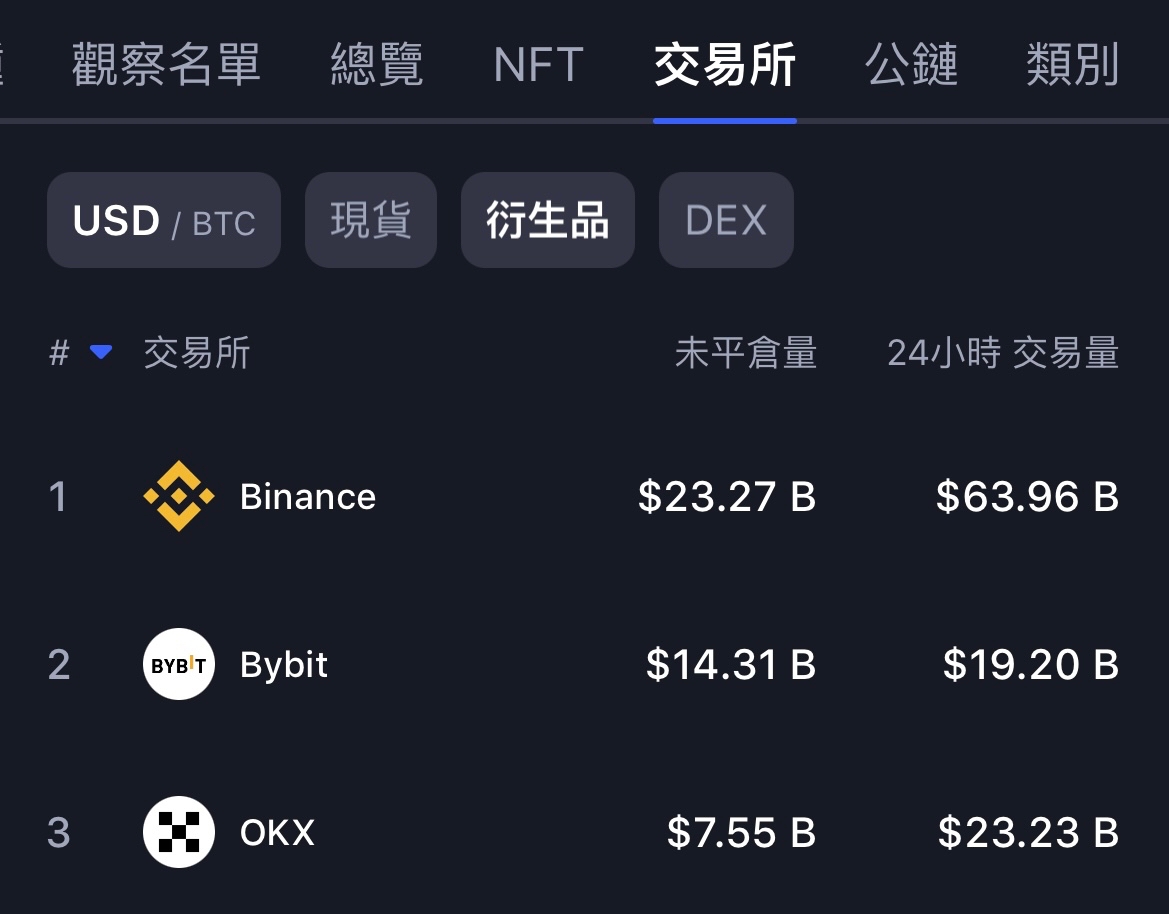 觀察名單 總覽 NFT 交易所 公鏈 類別
USD / BTC 現貨 衍生品 DEX
# 交易所 未平倉量 24小時 交易量
1 Binance $23.27 B $63.96 B
2 BYBIT Bybit $14.31 B $19.20 B
3 OKX $7.55 B $23.23 B